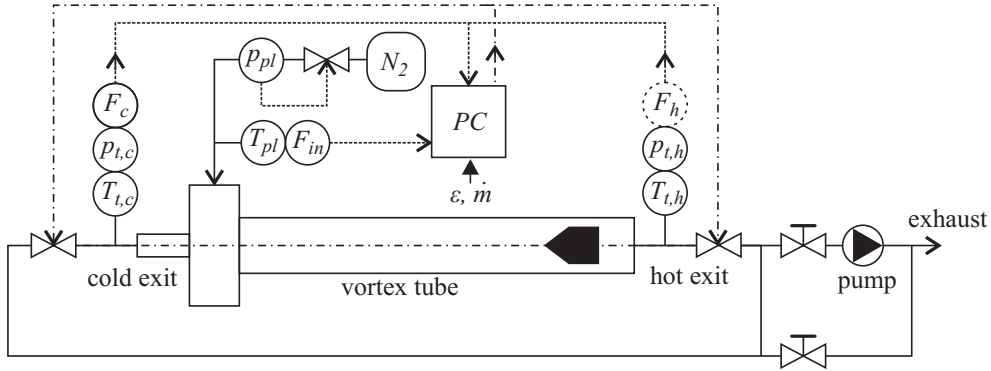 p_pl
N_2
F_c
F_h
PC
T_pl F_in
p_t,c
p_t,h
T_t,c
T_t,h
ε, ṁ
exhaust
cold exit
vortex tube
hot exit
pump